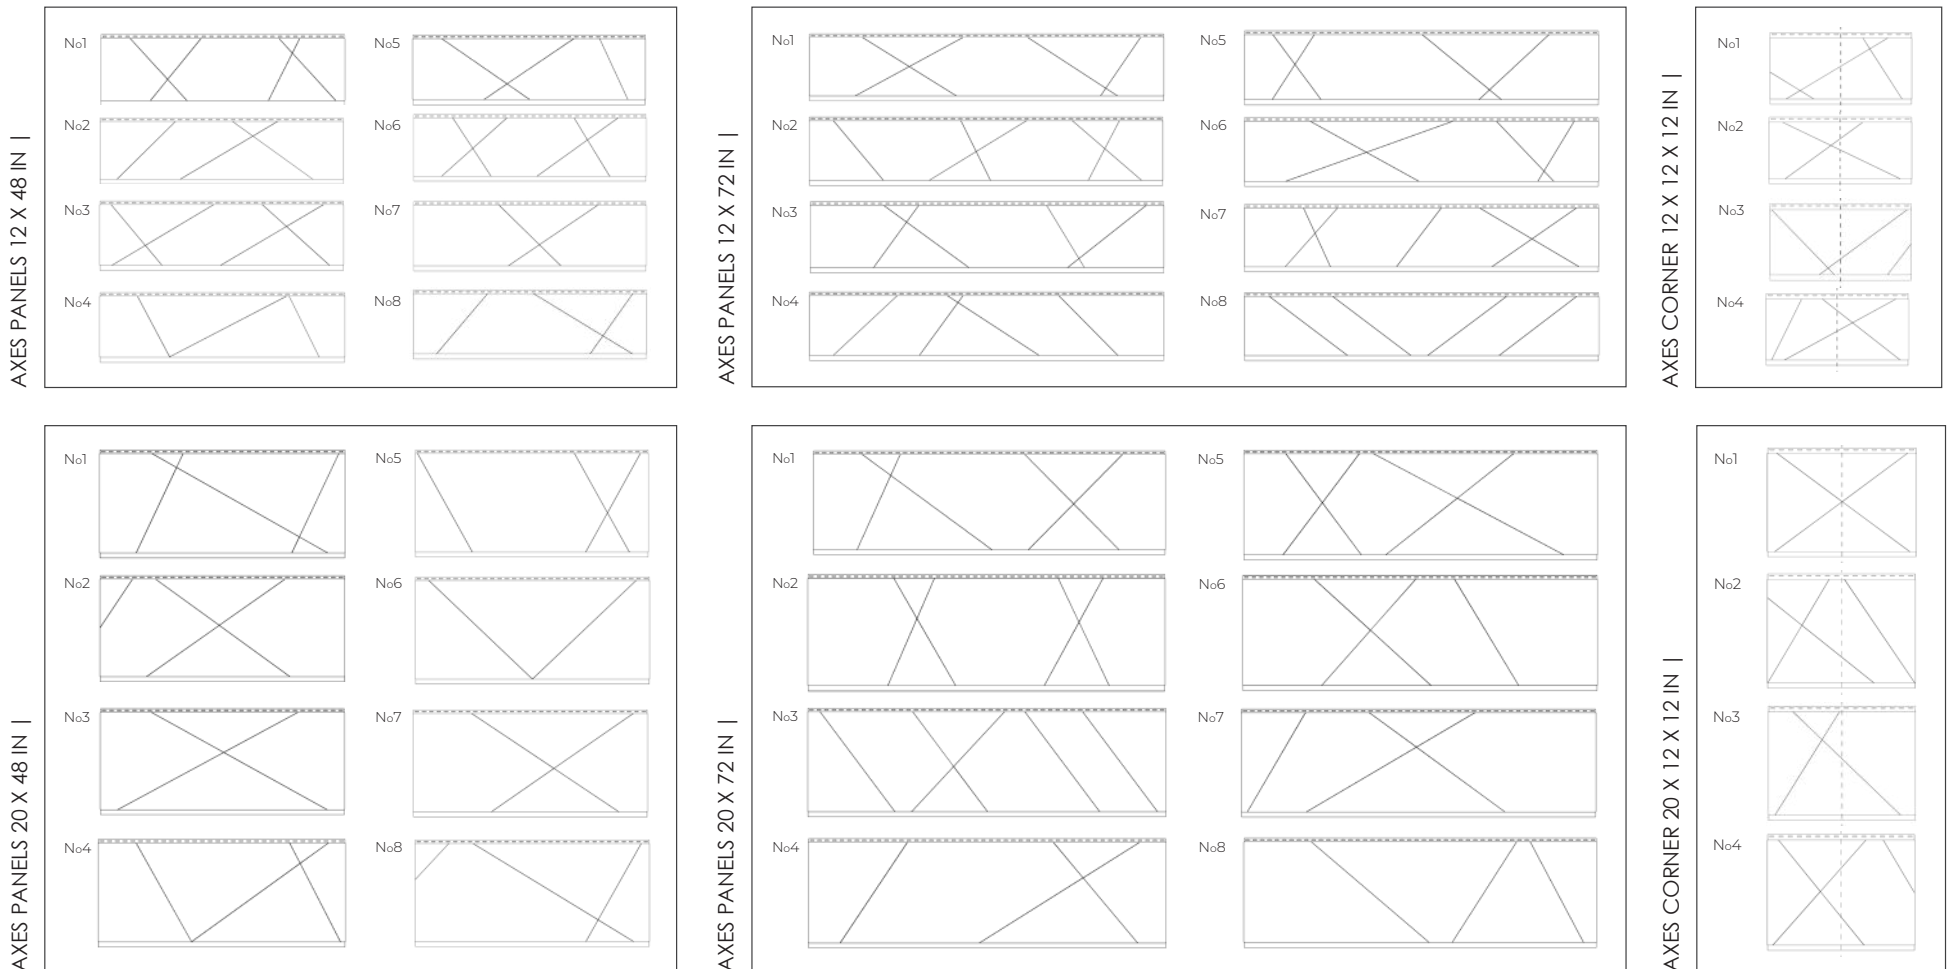 AXES PANELS 12 X 48 IN |
No1
No5
No2
No6
No3
No7
No4
No8
AXES PANELS 12 X 72 IN |
No1
No5
No2
No6
No3
No7
No4
No8
AXES CORNER 12 X 12 X 12 IN |
No1
No2
No3
No4
AXES PANELS 20 X 48 IN |
No1
No5
No2
No6
No3
No7
No4
No8
AXES PANELS 20 X 72 IN |
No1
No5
No2
No6
No3
No7
No4
No8
AXES CORNER 20 X 12 X 12 IN |
No1
No2
No3
No4